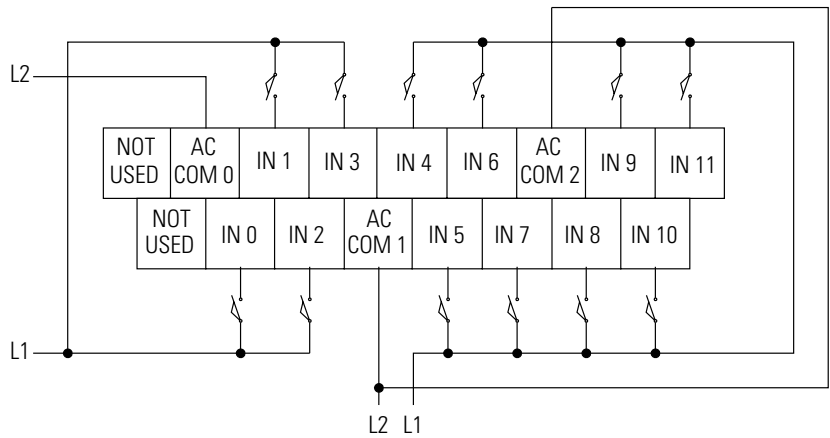 L2
NOT USED
AC COM 0
IN 1
IN 3
IN 4
IN 6
AC COM 2
IN 9
IN 11
NOT USED
IN 0
IN 2
AC COM 1
IN 5
IN 7
IN 8
IN 10
L1
L2 L1